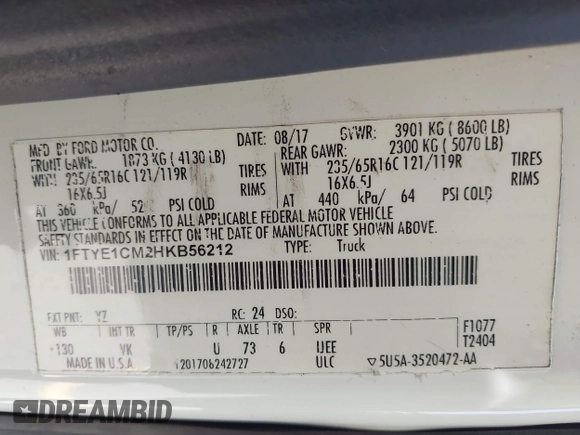 MFD. BY FORD MOTOR CO. DATE: 08/17 GVWR: 3901 KG ( 8600 LB)
FRONT GAWR: 1873 KG ( 4130 LB) REAR GAWR: 2300 KG ( 5070 LB)
WITH 235/65R16C 121/119R TIRES WITH 235/65R16C 121/119R TIRES
16X6.5J RIMS 16X6.5J RIMS
AT 360 kPa/ 52 PSI COLD AT 440 kPa/ 64 PSI COLD
THIS VEHICLE CONFORMS TO ALL APPLICABLE FEDERAL MOTOR VEHICLE
SAFETY STANDARDS IN EFFECT ON THE DATE OF MANUFACTURE SHOWN ABOVE.
VIN: 1FTYE1CM2HKB56212 TYPE: Truck
EXT PNT: YZ RC: 24 DSO:
WB INT TR TP/PS R AXLE TR SPR F1077
130 VK U 73 6 IJEE T2404
MADE IN U.S.A. 201706242727 ULC ▽5U5A-3520472-AA
©DREAMBID